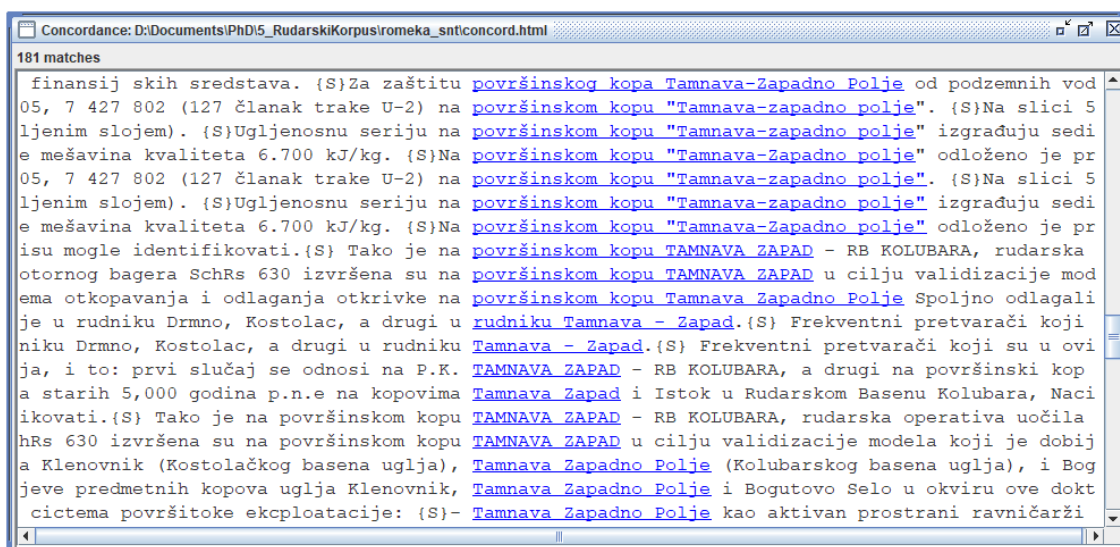 Concordance: D:\Documents\PhD\5_RudarskiKorpus\romeka_snt\concord.html
181 matches
finansij skih sredstava. {S}Za zaštitu površinskog kopa Tamnava-Zapadno Polje od podzemnih vod
05, 7 427 802 (127 članak trake U-2) na površinskom kopu "Tamnava-zapadno polje". {S}Na slici 5
ljenim slojem). {S}Ugljenosnu seriju na površinskom kopu "Tamnava-zapadno polje" izgrađuju sedi
e mešavina kvaliteta 6.700 kJ/kg. {S}Na površinskom kopu "Tamnava-zapadno polje" odloženo je pr
05, 7 427 802 (127 članak trake U-2) na površinskom kopu "Tamnava-zapadno polje". {S}Na slici 5
ljenim slojem). {S}Ugljenosnu seriju na površinskom kopu "Tamnava-zapadno polje" izgrađuju sedi
e mešavina kvaliteta 6.700 kJ/kg. {S}Na površinskom kopu "Tamnava-zapadno polje" odloženo je pr
isu mogle identifikovati.{S} Tako je na površinskom kopu TAMNAVA ZAPAD - RB KOLUBARA, rudarska
otornog bagera SchRs 630 izvršena su na površinskom kopu TAMNAVA ZAPAD u cilju validizacije mod
ema otkopavanja i odlaganja otkrivke na površinskom kopu Tamnava Zapadno Polje Spoljno odlagali
je u rudniku Drmno, Kostolac, a drugi u rudniku Tamnava - Zapad.{S} Frekventni pretvarači koji
niku Drmno, Kostolac, a drugi u rudniku Tamnava - Zapad.{S} Frekventni pretvarači koji su u ovi
ja, i to: prvi slučaj se odnosi na P.K. TAMNAVA ZAPAD - RB KOLUBARA, a drugi na površinski kop
a starih 5,000 godina p.n.e na kopovima Tamnava Zapad i Istok u Rudarskom Basenu Kolubara, Naci
ikovati.{S} Tako je na površinskom kopu TAMNAVA ZAPAD - RB KOLUBARA, rudarska operativa uočila
hRs 630 izvršena su na površinskom kopu TAMNAVA ZAPAD u cilju validizacije modela koji je dobij
a Klenovnik (Kostolačkog basena uglja), Tamnava Zapadno Polje (Kolubarskog basena uglja), i Bog
jeve predmetnih kopova uglja Klenovnik, Tamnava Zapadno Polje i Bogutovo Selo u okviru ove dokt
cictema površitoke ekcploatacije: {S}- Tamnava Zapadno Polje kao aktivan prostrani ravničarži